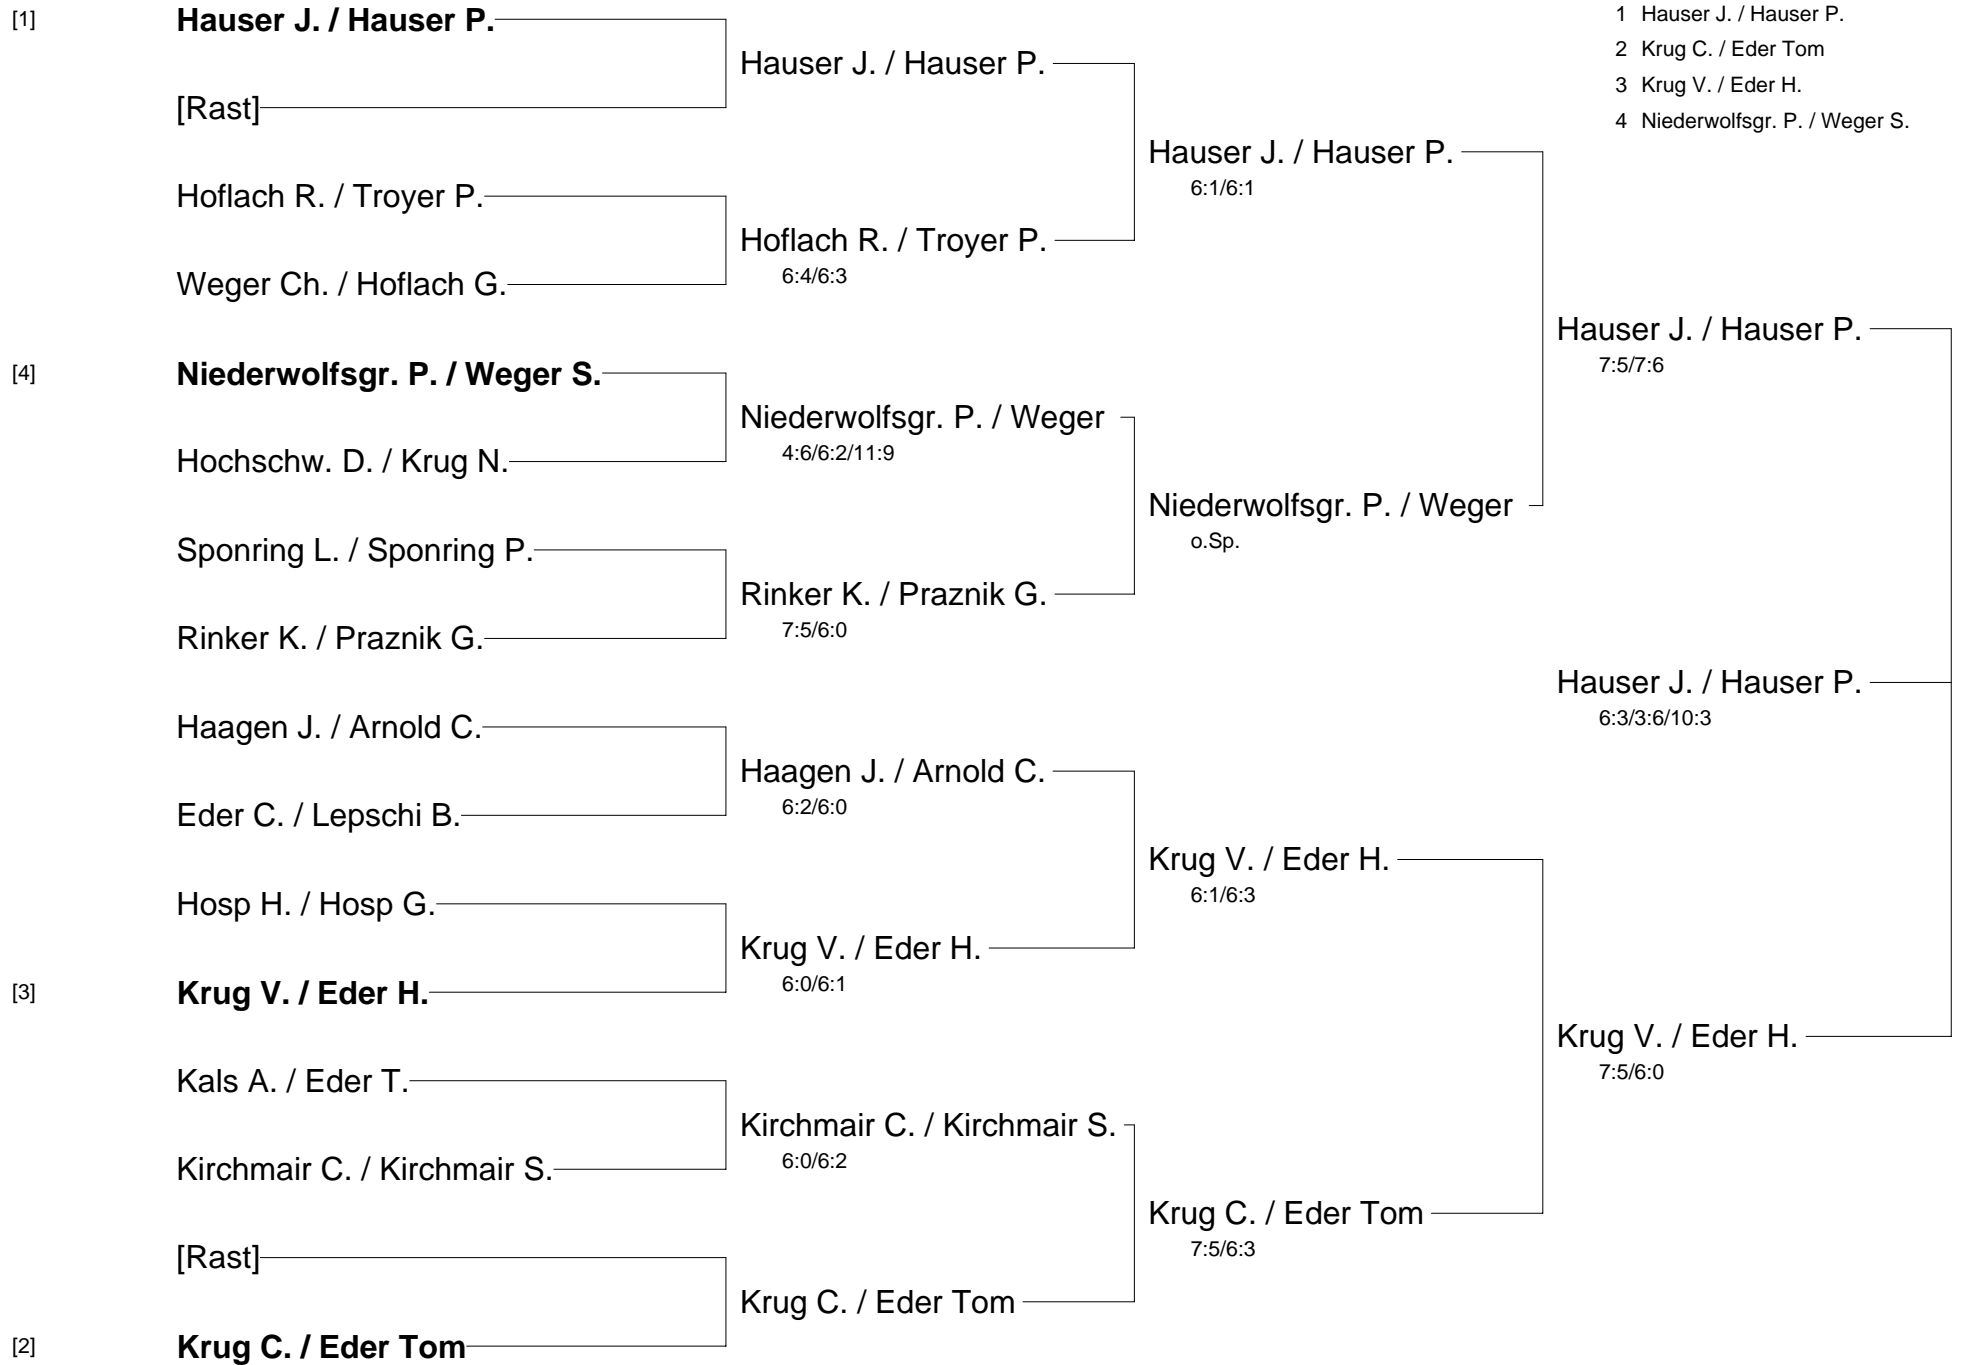 [1]
Hauser J. / Hauser P.
[Rast]
Hoflach R. / Troyer P.
Weger Ch. / Hoflach G.
[4]
Niederwolfsgr. P. / Weger S.
Hochschw. D. / Krug N.
Sponring L. / Sponring P.
Rinker K. / Praznik G.
Haagen J. / Arnold C.
Eder C. / Lepschi B.
Hosp H. / Hosp G.
[3]
Krug V. / Eder H.
Kals A. / Eder T.
Kirchmair C. / Kirchmair S.
[Rast]
[2]
Krug C. / Eder Tom
Hauser J. / Hauser P.
Hoflach R. / Troyer P.
6:4/6:3
Niederwolfsgr. P. / Weger
4:6/6:2/11:9
Rinker K. / Praznik G.
7:5/6:0
Haagen J. / Arnold C.
6:2/6:0
Krug V. / Eder H.
6:0/6:1
Kirchmair C. / Kirchmair S.
6:0/6:2
Krug C. / Eder Tom
Hauser J. / Hauser P.
6:1/6:1
Niederwolfsgr. P. / Weger
o.Sp.
Krug V. / Eder H.
6:1/6:3
Krug C. / Eder Tom
7:5/6:3
Hauser J. / Hauser P.
7:5/7:6
Hauser J. / Hauser P.
6:3/3:6/10:3
Krug V. / Eder H.
7:5/6:0
1 Hauser J. / Hauser P.
2 Krug C. / Eder Tom
3 Krug V. / Eder H.
4 Niederwolfsgr. P. / Weger S.